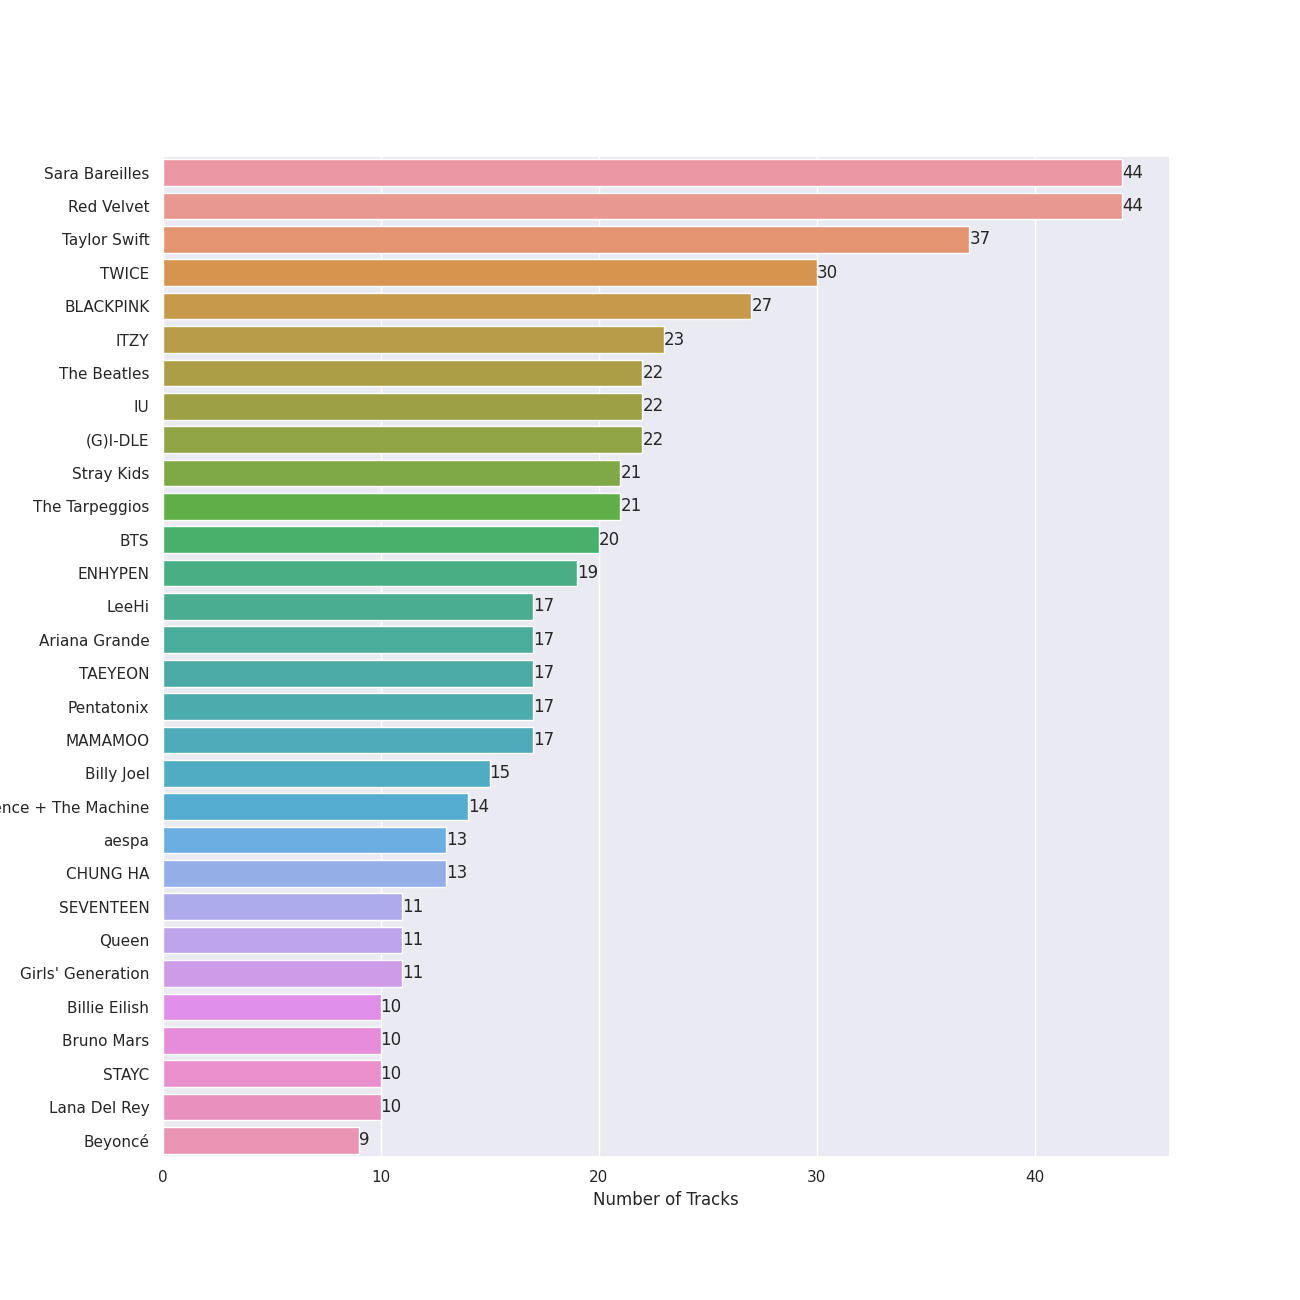 Sara Bareilles 44
Red Velvet 44
Taylor Swift 37
TWICE 30
BLACKPINK 27
ITZY 23
The Beatles 22
IU 22
(G)I-DLE 22
Stray Kids 21
The Tarpeggios 21
BTS 20
ENHYPEN 19
LeeHi 17
Ariana Grande 17
TAEYEON 17
Pentatonix 17
MAMAMOO 17
Billy Joel 15
ence + The Machine 14
aespa 13
CHUNG HA 13
SEVENTEEN 11
Queen 11
Girls' Generation 11
Billie Eilish 10
Bruno Mars 10
STAYC 10
Lana Del Rey 10
Beyoncé 9
0 10 20 30 40
Number of Tracks